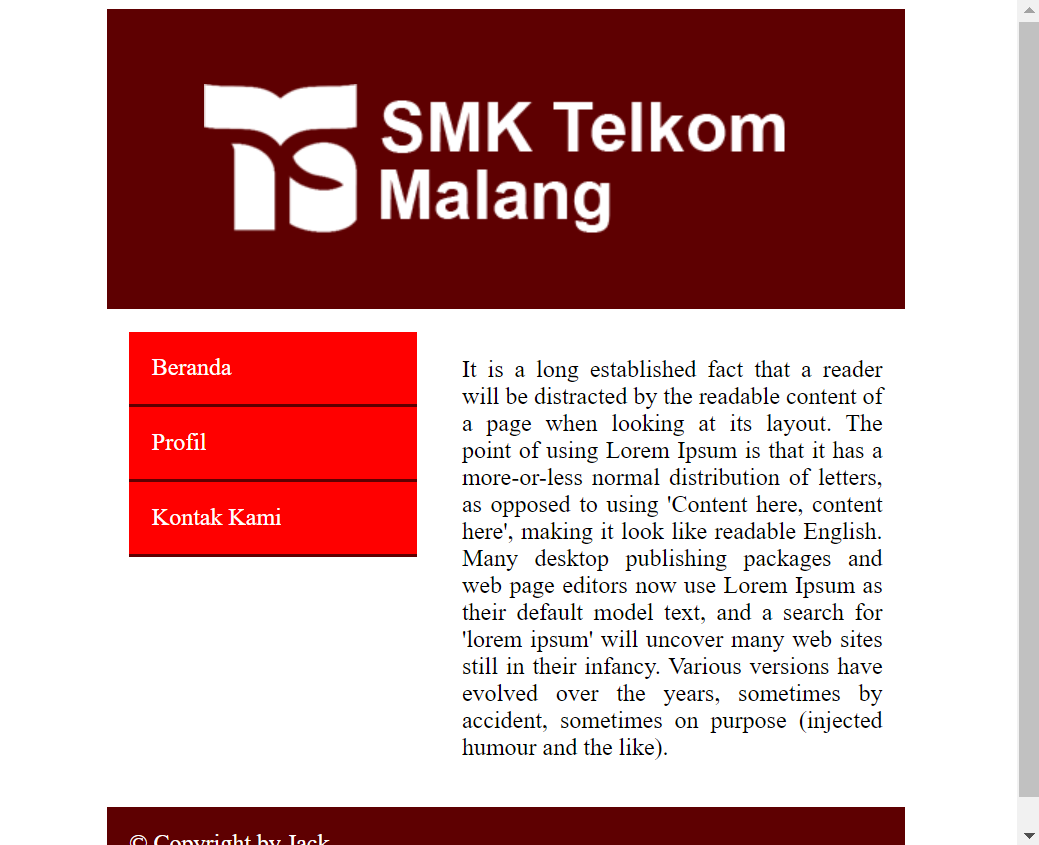 SMK Telkom
Malang
Beranda
Profil
Kontak Kami
It is a long established fact that a reader
will be distracted by the readable content of
a page when looking at its layout. The
point of using Lorem Ipsum is that it has a
more-or-less normal distribution of letters,
as opposed to using 'Content here, content
here', making it look like readable English.
Many desktop publishing packages and
web page editors now use Lorem Ipsum as
their default model text, and a search for
'lorem ipsum' will uncover many web sites
still in their infancy. Various versions have
evolved over the years, sometimes by
accident, sometimes on purpose (injected
humour and the like).
© Copyright by Jack